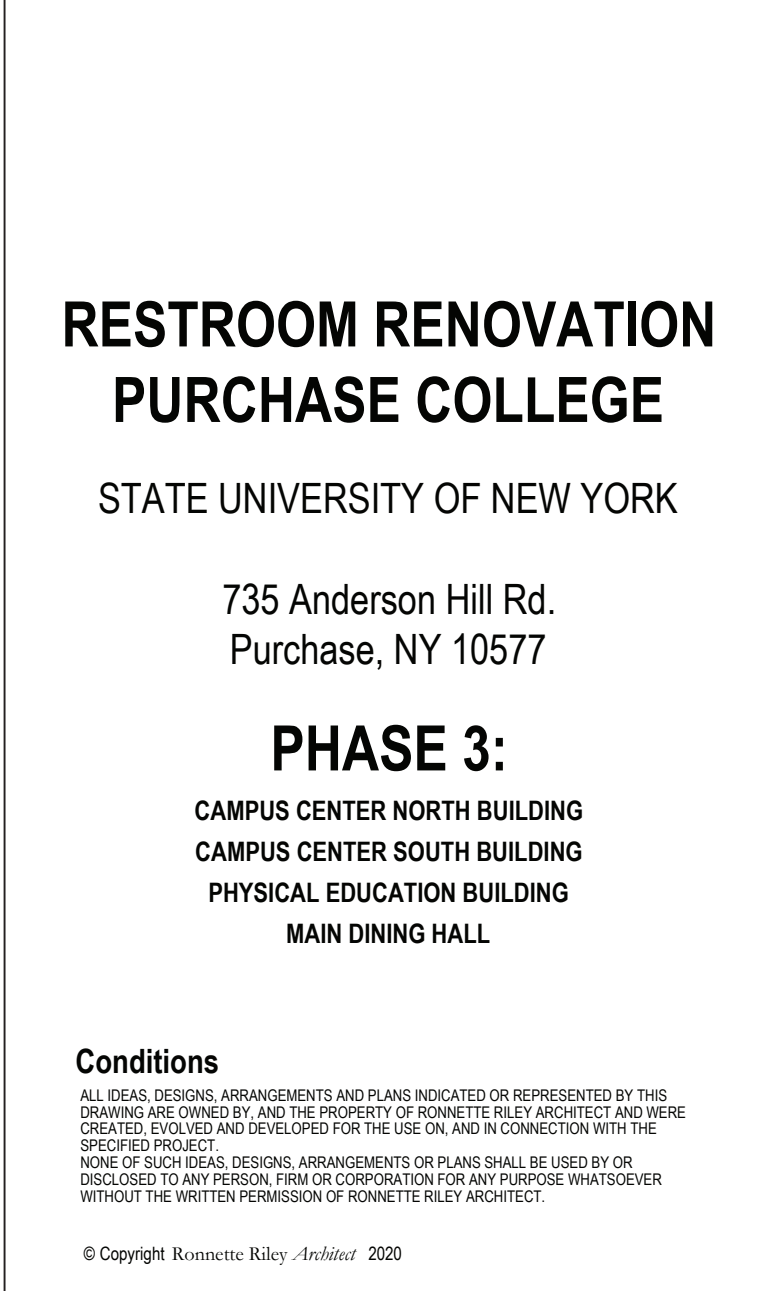 RESTROOM RENOVATION
PURCHASE COLLEGE
STATE UNIVERSITY OF NEW YORK
735 Anderson Hill Rd.
Purchase, NY 10577
PHASE 3:
CAMPUS CENTER NORTH BUILDING
CAMPUS CENTER SOUTH BUILDING
PHYSICAL EDUCATION BUILDING
MAIN DINING HALL
Conditions
ALL IDEAS, DESIGNS, ARRANGEMENTS AND PLANS INDICATED OR REPRESENTED BY THIS
DRAWING ARE OWNED BY, AND THE PROPERTY OF RONNETTE RILEY ARCHITECT AND WERE
CREATED, EVOLVED AND DEVELOPED FOR THE USE ON, AND IN CONNECTION WITH THE
SPECIFIED PROJECT.
NONE OF SUCH IDEAS, DESIGNS, ARRANGEMENTS OR PLANS SHALL BE USED BY OR
DISCLOSED TO ANY PERSON, FIRM OR CORPORATION FOR ANY PURPOSE WHATSOEVER
WITHOUT THE WRITTEN PERMISSION OF RONNETTE RILEY ARCHITECT.
© Copyright Ronnette Riley Architect 2020